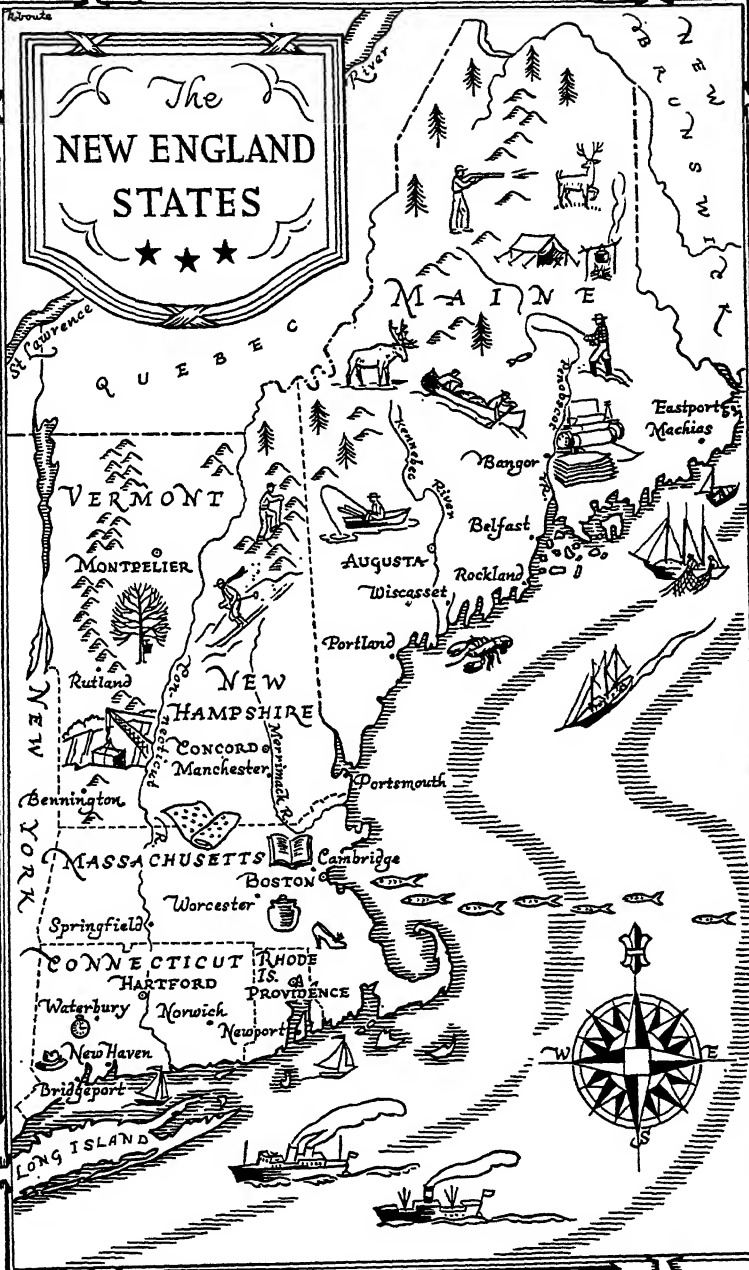 The
NEW ENGLAND
STATES
River
NEW BRUNSWICK
St Lawrence
QUEBEC
MAINE
Penobscot R.
Eastport
Machias
Kennebec River
Bangor
VERMONT
Belfast
MONTPELIER
AUGUSTA
Rockland
Wiscasset
Portland
Rutland
NEW
HAMPSHIRE
Connecticut R.
CONCORD
Manchester
Merrimack R.
Portsmouth
NEW YORK
Bennington
MASSACHUSETTS
Cambridge
BOSTON
Worcester
Springfield
CONNECTICUT
RHODE
IS.
HARTFORD
PROVIDENCE
Waterbury
Norwich
Newport
New Haven
Bridgeport
LONG ISLAND
W
E
S